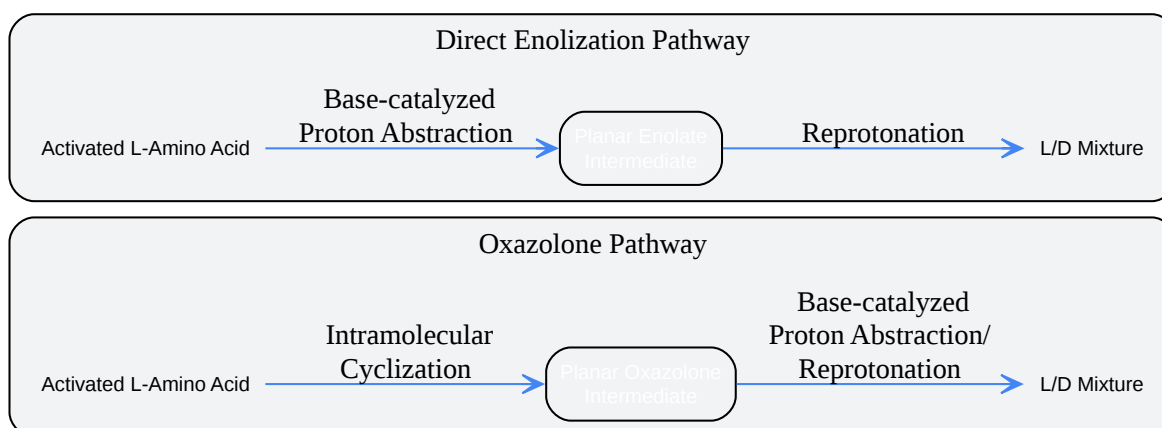 Direct Enolization Pathway
Base-catalyzed
Proton Abstraction
Activated L-Amino Acid
Planar Enolate
Intermediate
Reprotonation
L/D Mixture
Oxazolone Pathway
Intramolecular
Cyclization
Activated L-Amino Acid
Planar Oxazolone
Intermediate
Base-catalyzed
Proton Abstraction/
Reprotonation
L/D Mixture